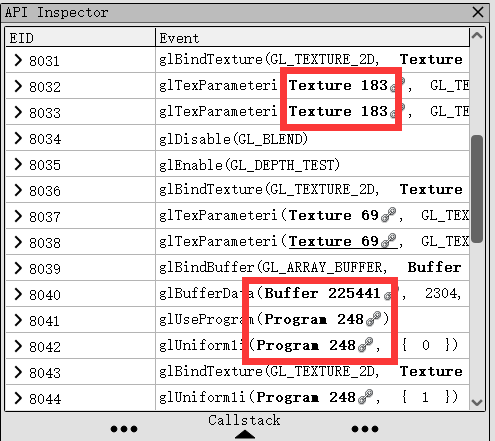 API Inspector
EID Event
8031 glBindTexture(GL_TEXTURE_2D, Texture
8032 glTexParameteri(Texture 183, GL_TE
8033 glTexParameteri(Texture 183, GL_TE
8034 glDisable(GL_BLEND)
8035 glEnable(GL_DEPTH_TEST)
8036 glBindTexture(GL_TEXTURE_2D, Texture
8037 glTexParameteri(Texture 69, GL_TEX
8038 glTexParameteri(Texture 69, GL_TEX
8039 glBindBuffer(GL_ARRAY_BUFFER, Buffer
8040 glBufferData(Buffer 225441, 2304,
8041 glUseProgram(Program 248)
8042 glUniform1i(Program 248, { 0 })
8043 glBindTexture(GL_TEXTURE_2D, Texture
8044 glUniform1i(Program 248, { 1 })
Callstack